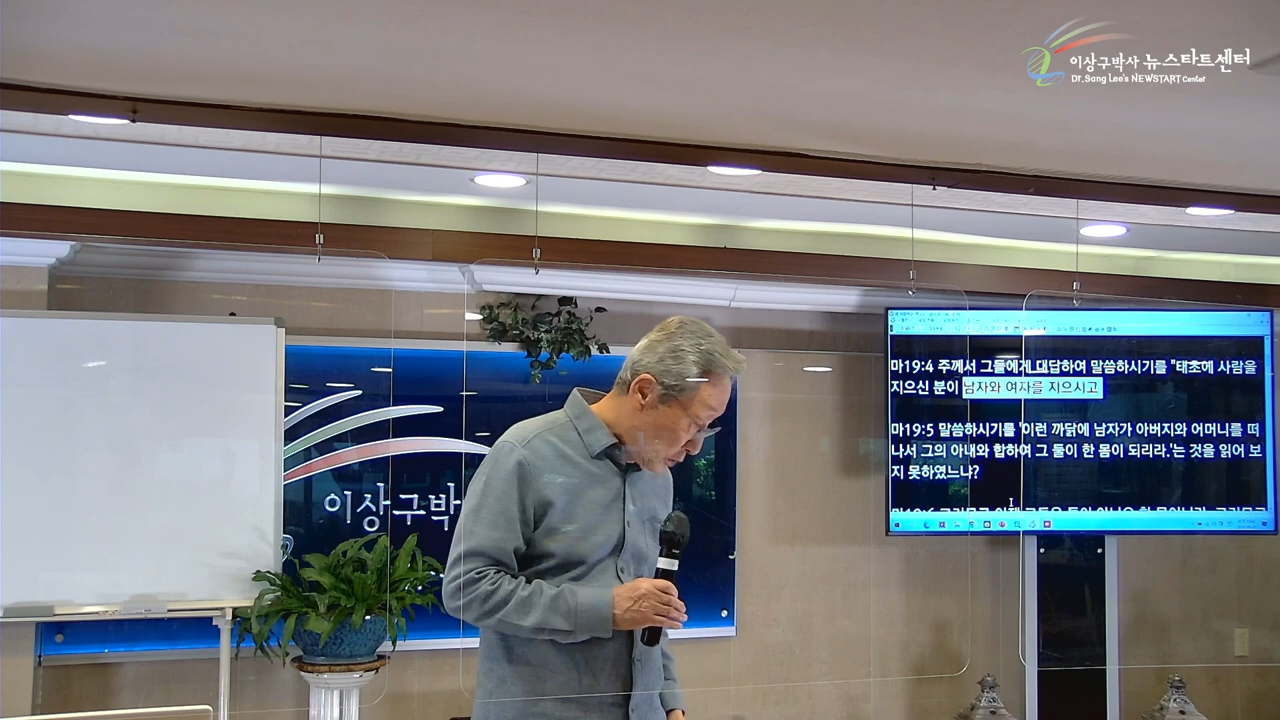 이상구박사 뉴스타트센터
Dr. Sang Lee's NEWSTART Center
이상구박
마19:4 주께서 그들에게 대답하여 말씀하시기를 "태초에 사람을
지으신 분이 남자와 여자를 지으시고
마19:5 말씀하시기를 '이런 까닭에 남자가 아버지와 어머니를 떠
나서 그의 아내와 합하여 그 둘이 한 몸이 되리라.'는 것을 읽어 보
지 못하였느냐?